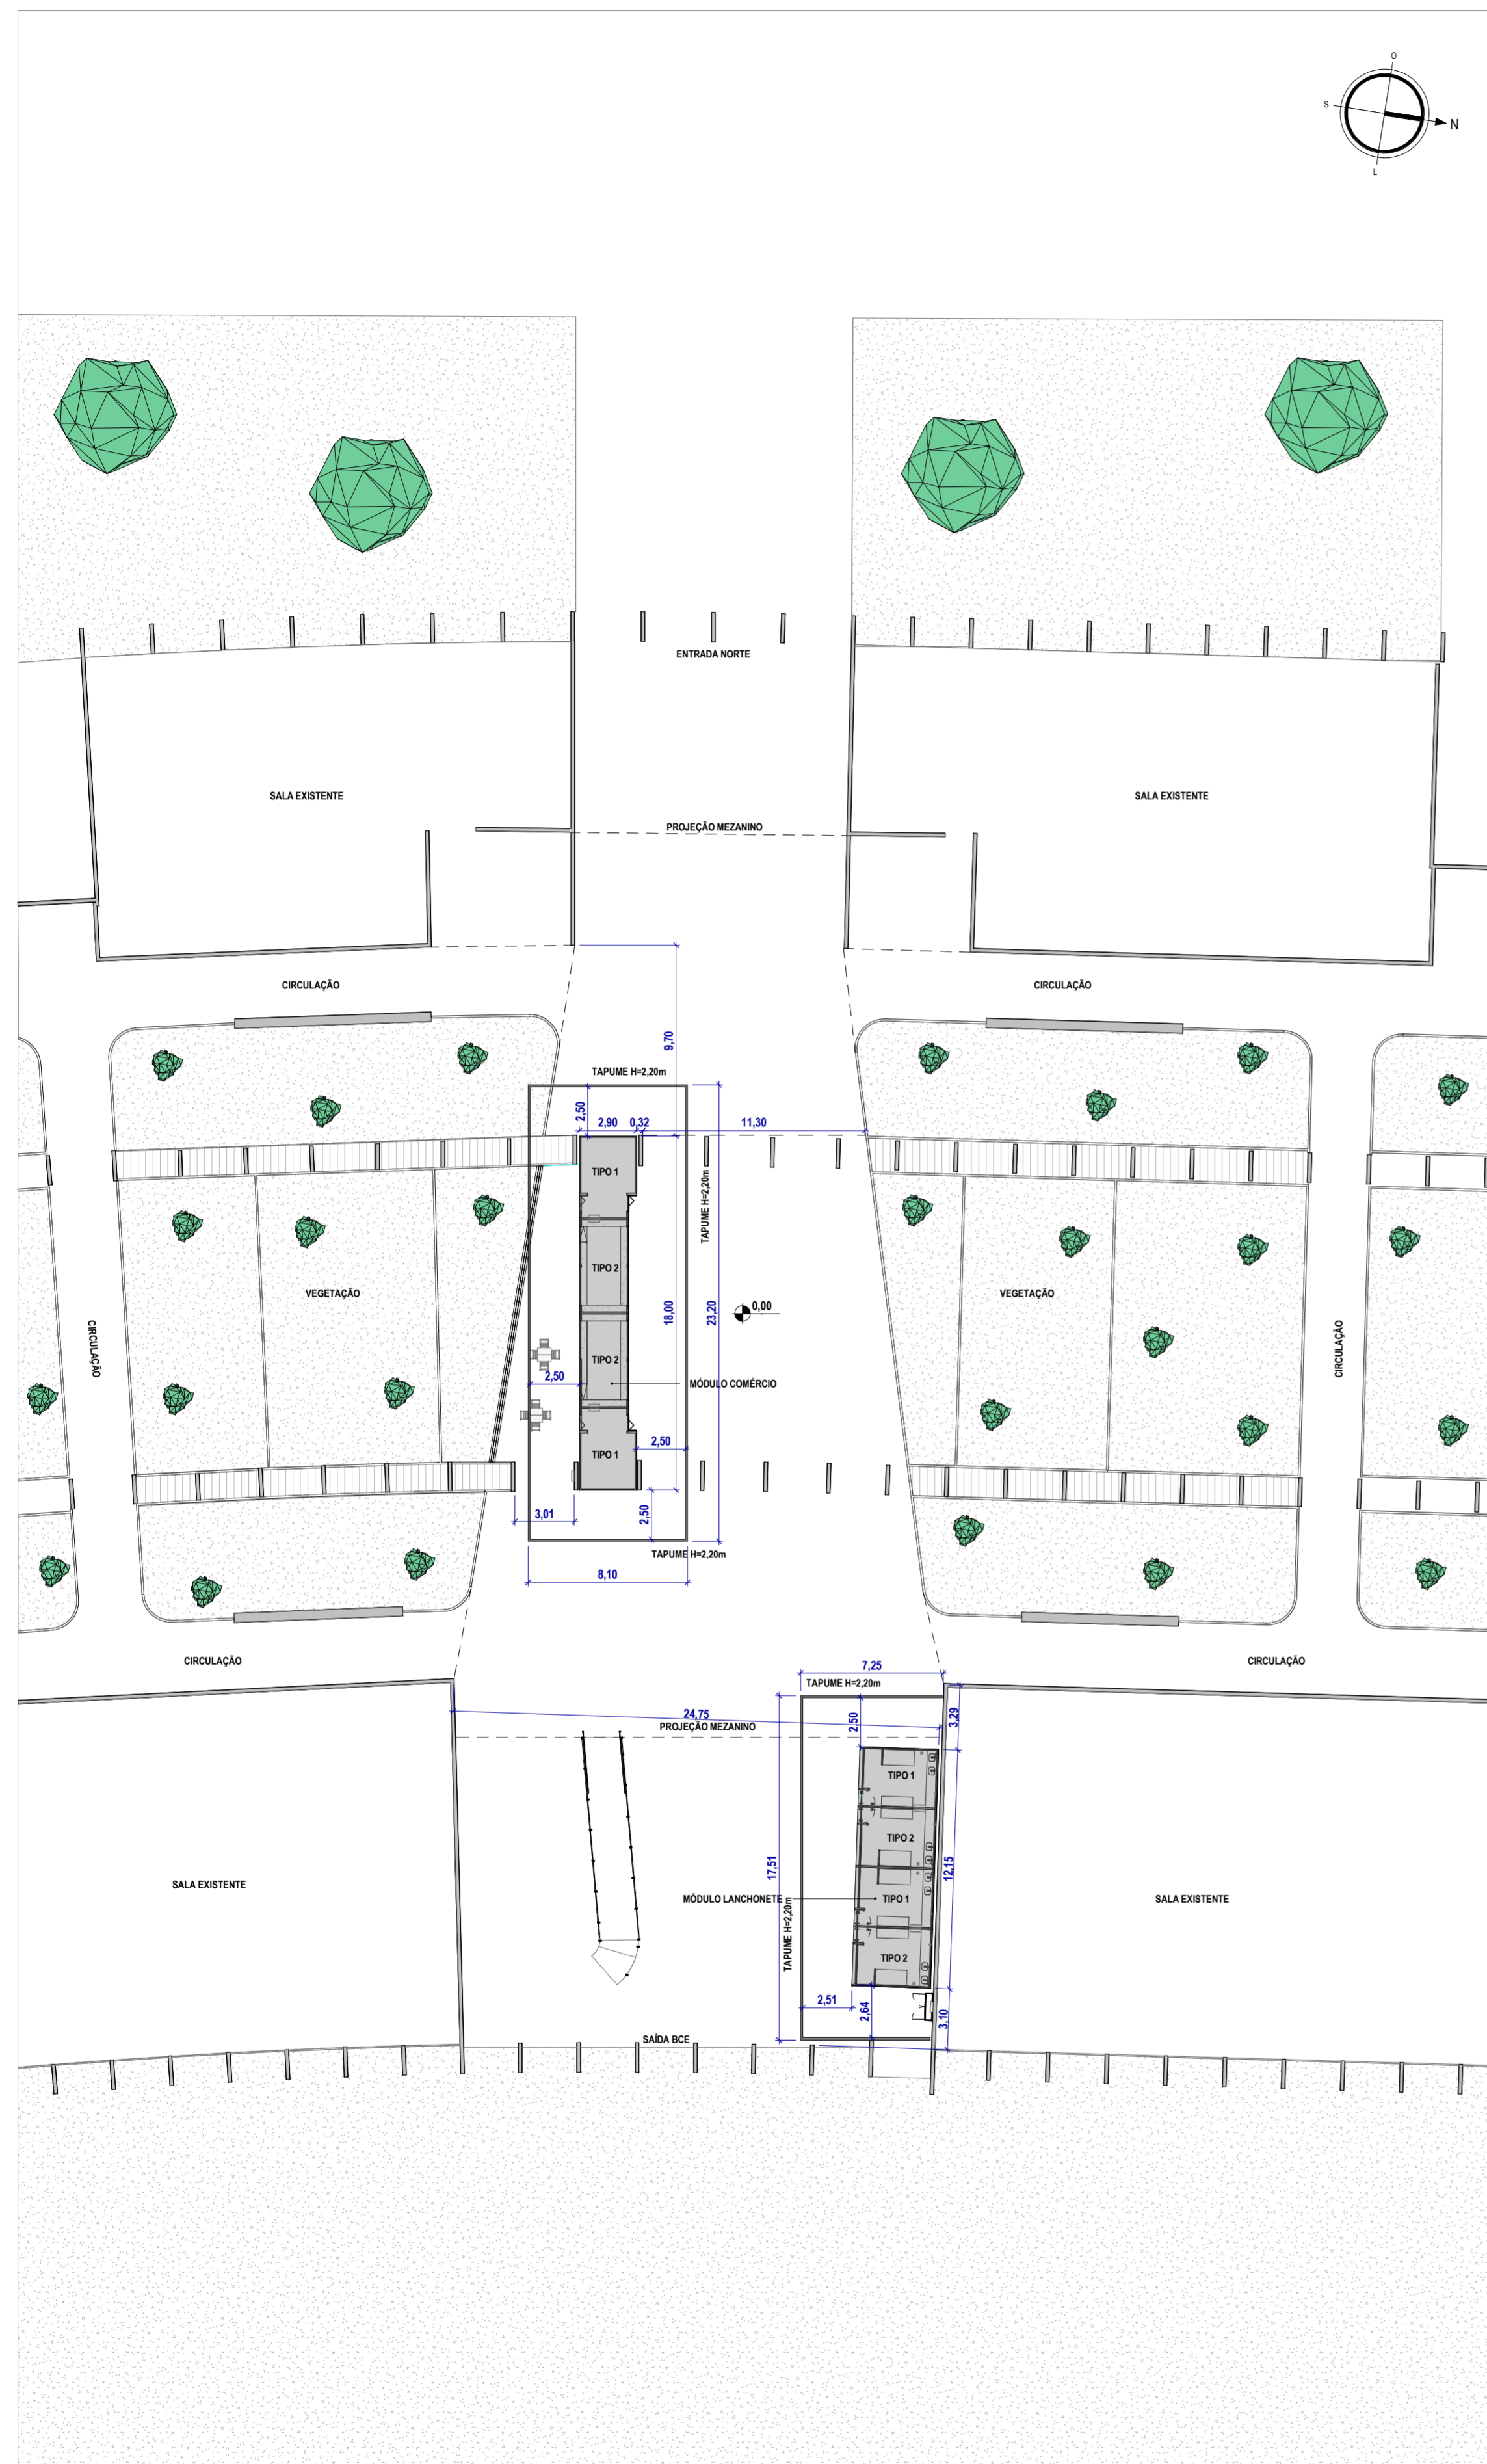 O
S
N
L
ENTRADA NORTE
SALA EXISTENTE
SALA EXISTENTE
PROJEÇÃO MEZANINO
CIRCULAÇÃO
CIRCULAÇÃO
9,70
TAPUME H=2,20m
2,50
2,90
0,32
11,30
TIPO 1
TAPUME H=2,20m
TIPO 2
VEGETAÇÃO
VEGETAÇÃO
0,00
18,00
23,20
CIRCULAÇÃO
CIRCULAÇÃO
TIPO 2
2,50
MÓDULO COMÉRCIO
2,50
TIPO 1
3,01
2,50
TAPUME H=2,20m
8,10
CIRCULAÇÃO
CIRCULAÇÃO
7,25
TAPUME H=2,20m
24,75
2,50
3,29
PROJEÇÃO MEZANINO
TIPO 1
TIPO 2
17,51
12,15
SALA EXISTENTE
MÓDULO LANCHONETE
TIPO 1
SALA EXISTENTE
TAPUME H=2,20m
TIPO 2
2,51
2,64
3,10
SAÍDA BCE